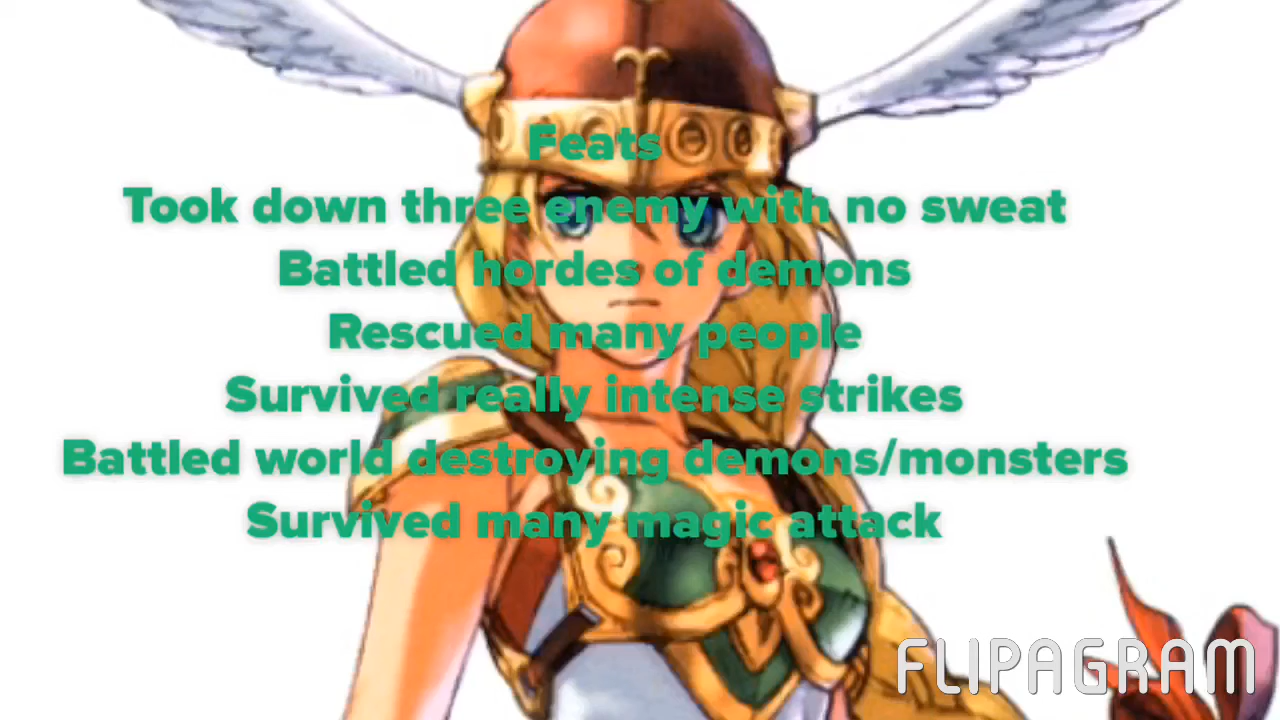 Feats
Took down three enemy with no sweat
Battled hordes of demons
Rescued many people
Survived really intense strikes
Battled world destroying demons/monsters
Survived many magic attack
FLIPAGRAM